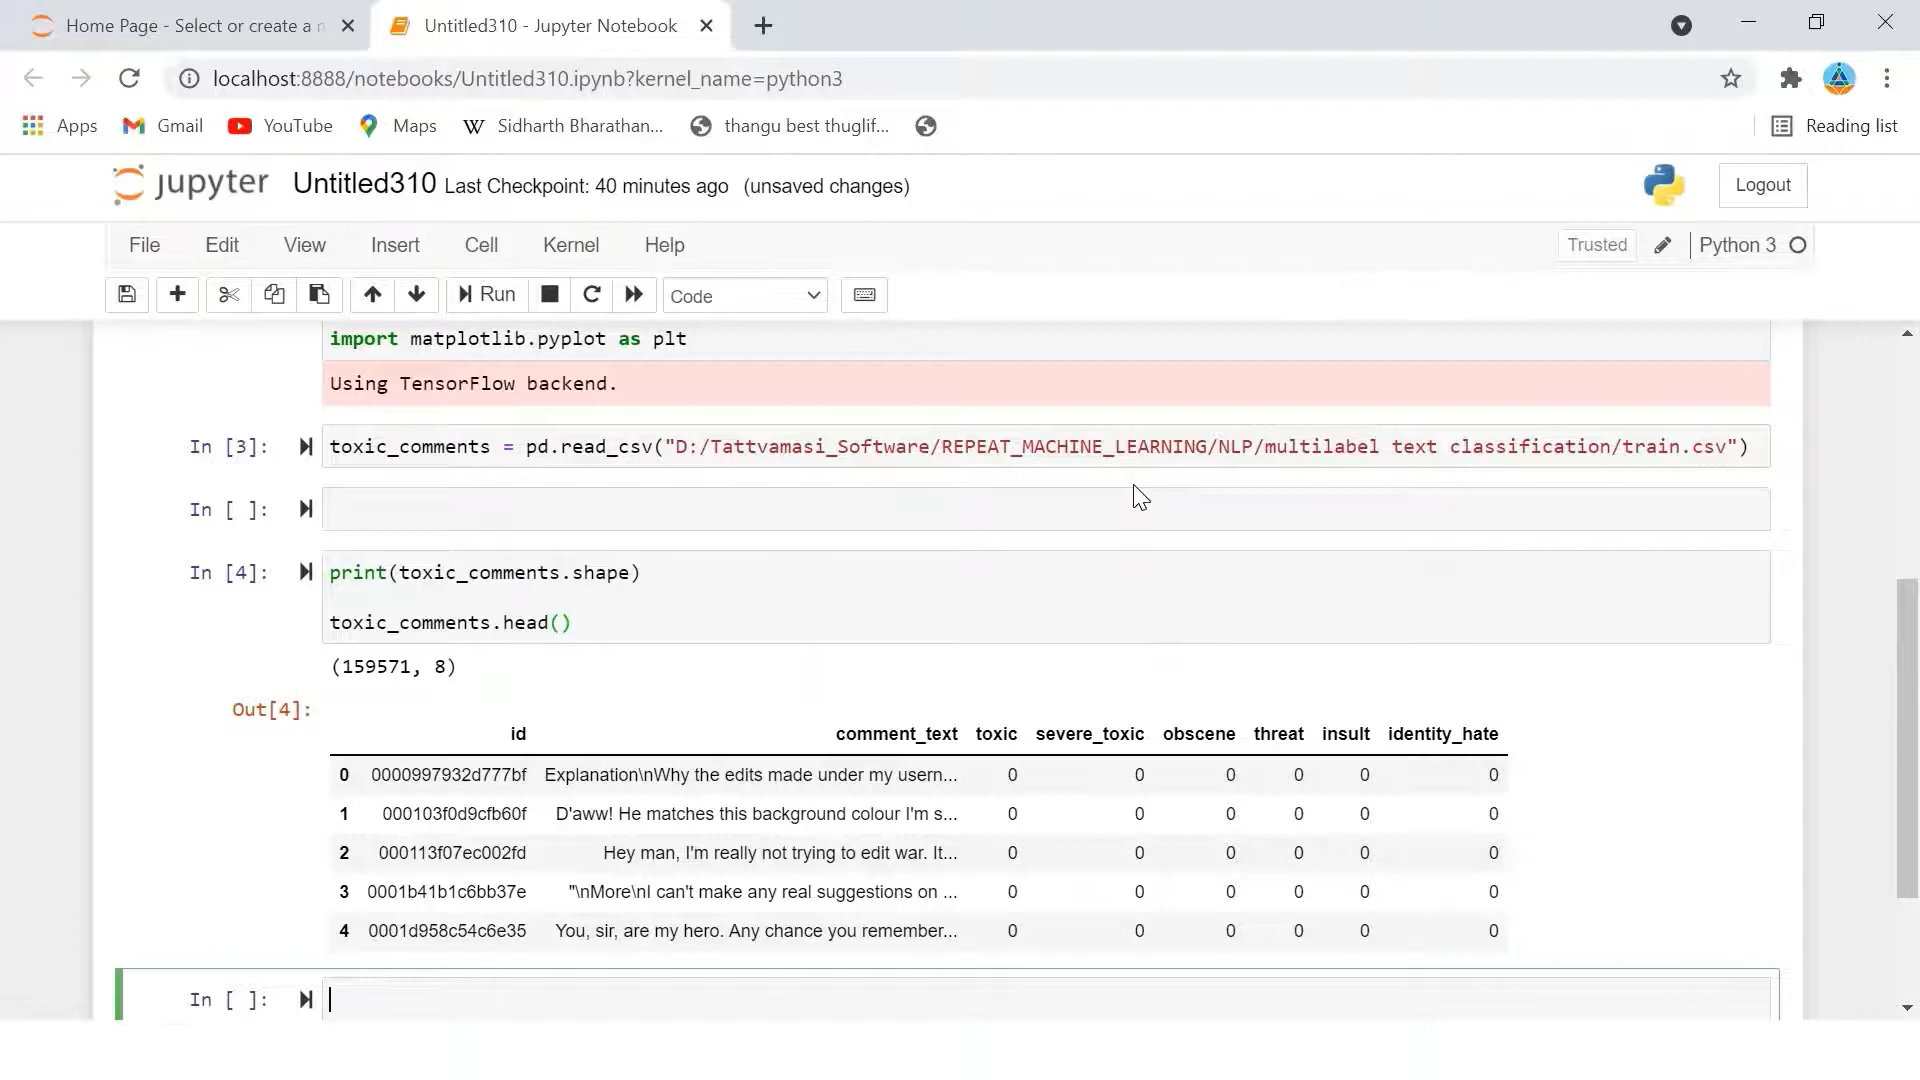 Home Page - Select or create a n
Untitled310 - Jupyter Notebook
localhost:8888/notebooks/Untitled310.ipynb?kernel_name=python3
Apps Gmail YouTube Maps Sidharth Bharathan... thangu best thuglif... Reading list
jupyter Untitled310 Last Checkpoint: 40 minutes ago (unsaved changes) Logout
File Edit View Insert Cell Kernel Help Trusted Python 3
Run Code
import matplotlib.pyplot as plt
Using TensorFlow backend.
In [3]: toxic_comments = pd.read_csv("D:/Tattvamasi_Software/REPEAT_MACHINE_LEARNING/NLP/multilabel text classification/train.csv")
In [ ]:
In [4]: print(toxic_comments.shape)
toxic_comments.head()
(159571, 8)
Out[4]:
id comment_text toxic severe_toxic obscene threat insult identity_hate
0 0000997932d777bf Explanation\nWhy the edits made under my usern... 0 0 0 0 0 0
1 000103f0d9cfb60f D'aww! He matches this background colour I'm s... 0 0 0 0 0 0
2 000113f07ec002fd Hey man, I'm really not trying to edit war. It... 0 0 0 0 0 0
3 0001b41b1c6bb37e "\nMore\nI can't make any real suggestions on ... 0 0 0 0 0 0
4 0001d958c54c6e35 You, sir, are my hero. Any chance you remember... 0 0 0 0 0 0
In [ ]: